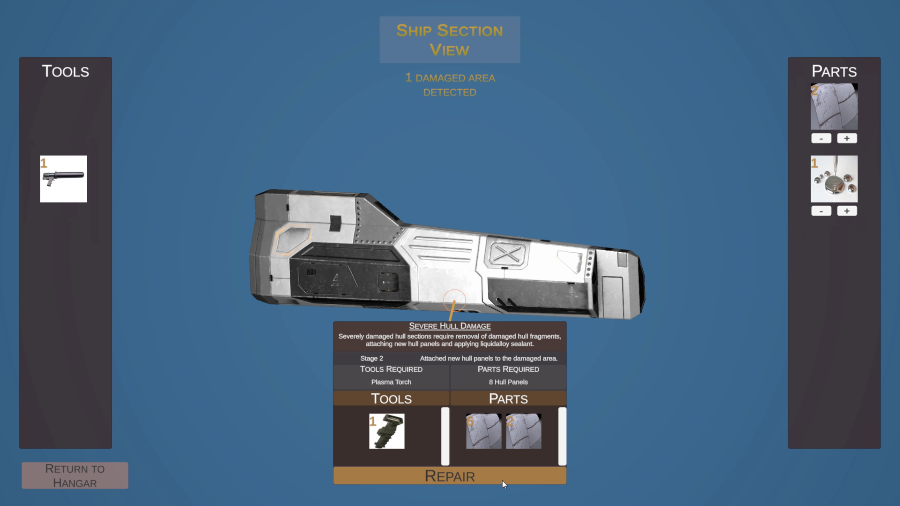 SHIP SECTION
VIEW
1 DAMAGED AREA
DETECTED
TOOLS
1
PARTS
- +
1
- +
SEVERE HULL DAMAGE
Severely damaged hull sections require removal of damaged hull fragments,
attaching new hull panels and applying liquidalloy sealant.
Stage 2 Attached new hull panels to the damaged area.
TOOLS REQUIRED PARTS REQUIRED
Plasma Torch 8 Hull Panels
TOOLS PARTS
1
REPAIR
RETURN TO
HANGAR